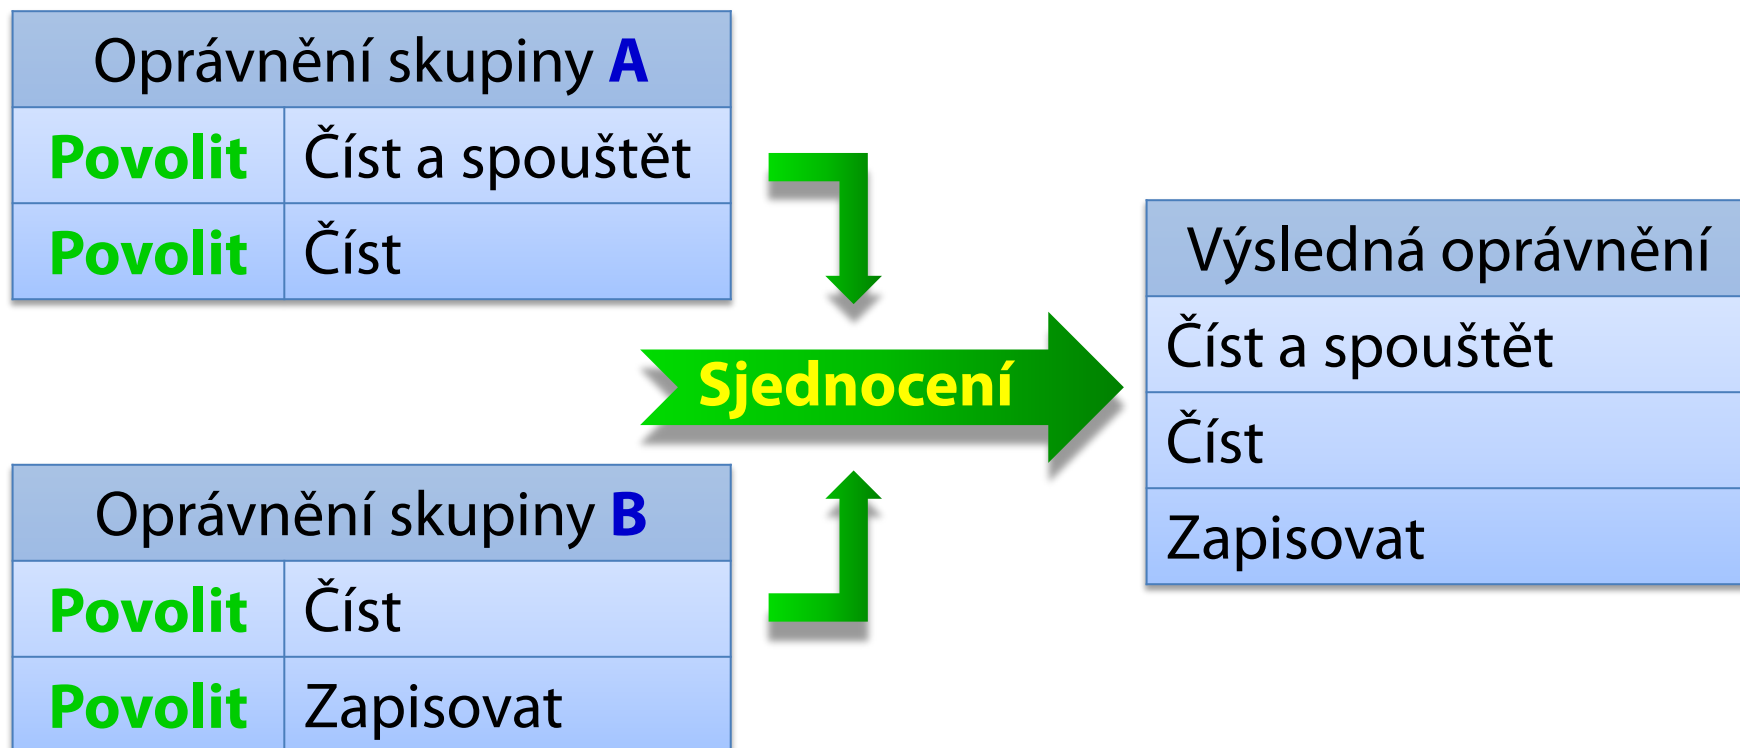 Oprávnění skupiny A
Povolit Číst a spouštět
Povolit Číst
Sjednocení
Oprávnění skupiny B
Povolit Číst
Povolit Zapisovat
Výsledná oprávnění
Číst a spouštět
Číst
Zapisovat